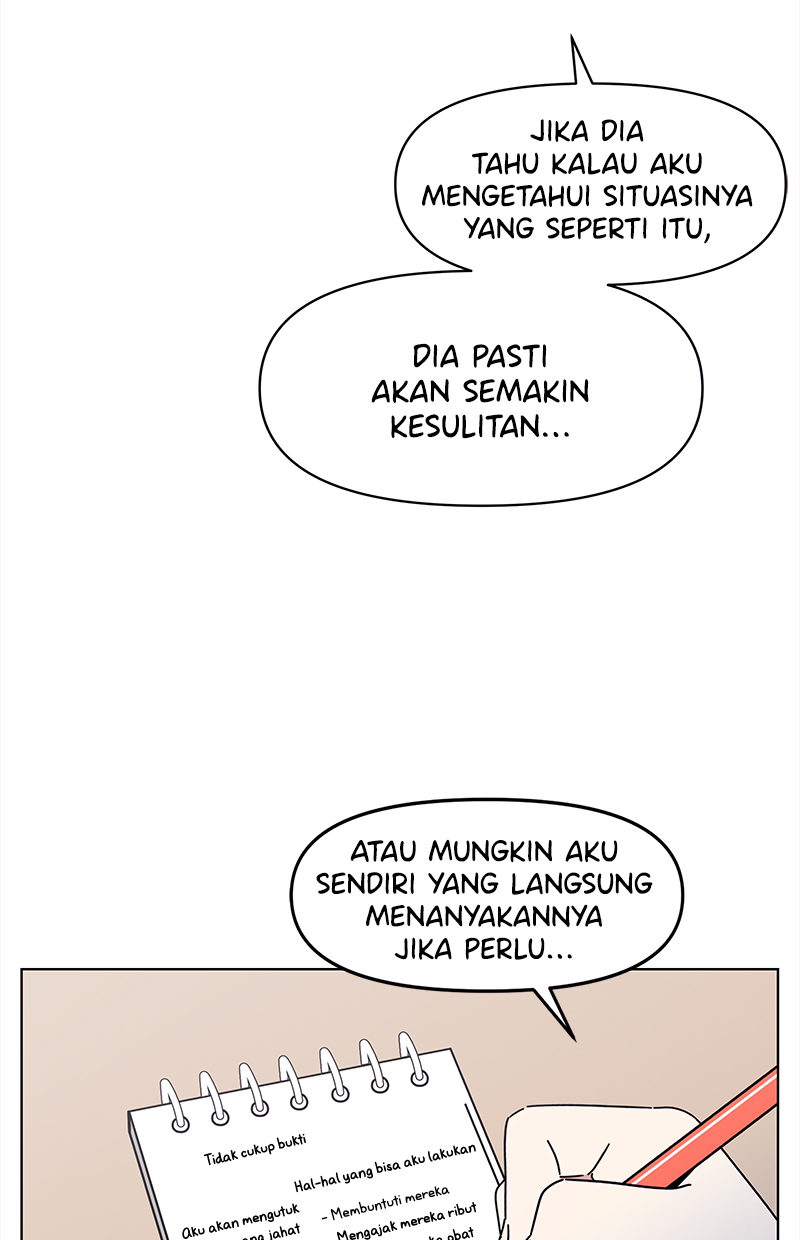 JIKA DIA
TAHU KALAU AKU
MENGETAHUI SITUASINYA
YANG SEPERTI ITU,
DIA PASTI
AKAN SEMAKIN
KESULITAN...
ATAU MUNGKIN AKU
SENDIRI YANG LANGSUNG
MENANYAKANNYA
JIKA PERLU...
Tidak cukup bukti
Hal-hal yang bisa aku lakukan
Aku akan mengutuk
jahat
- Membuntuti mereka
Mengajak mereka ribut
obat